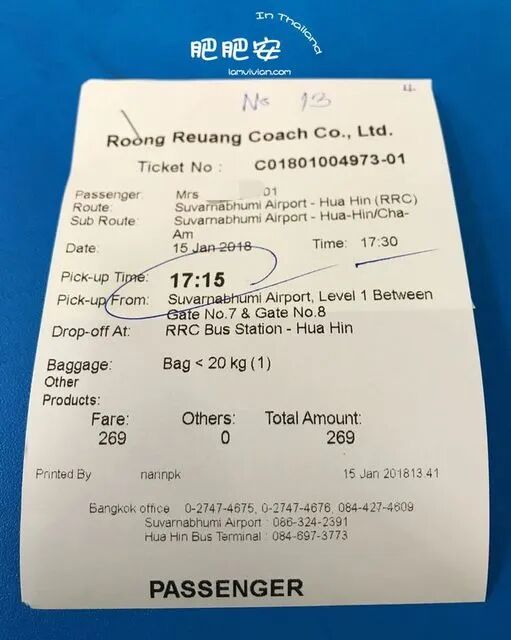 In Thailand
肥肥安
iamvivian.com
No 13
4
Roong Reuang Coach Co., Ltd.
Ticket No : C01801004973-01
Passenger: Mrs 01
Route: Suvarnabhumi Airport - Hua Hin (RRC)
Sub Route: Suvarnabhumi Airport - Hua-Hin/Cha-
Am
Date: 15 Jan 2018 Time: 17:30
Pick-up Time: 17:15
Pick-up From: Suvarnabhumi Airport, Level 1 Between
Gate No.7 & Gate No.8
Drop-off At: RRC Bus Station - Hua Hin
Baggage: Bag < 20 kg (1)
Other
Products:
Fare: Others: Total Amount:
269 0 269
Printed By nannpk 15 Jan 201813.41
Bangkok office 0-2747-4675, 0-2747-4676, 084-427-4609
Suvarnabhumi Airport : 086-324-2391
Hua Hin Bus Terminal : 084-697-3773
PASSENGER